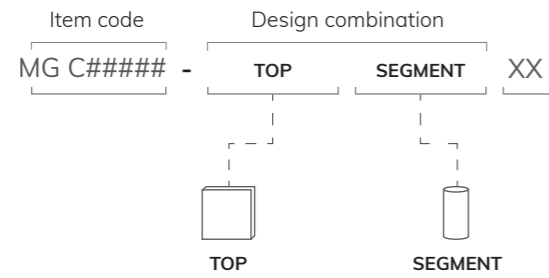 Item code Design combination
MG C##### - TOP SEGMENT XX
TOP SEGMENT